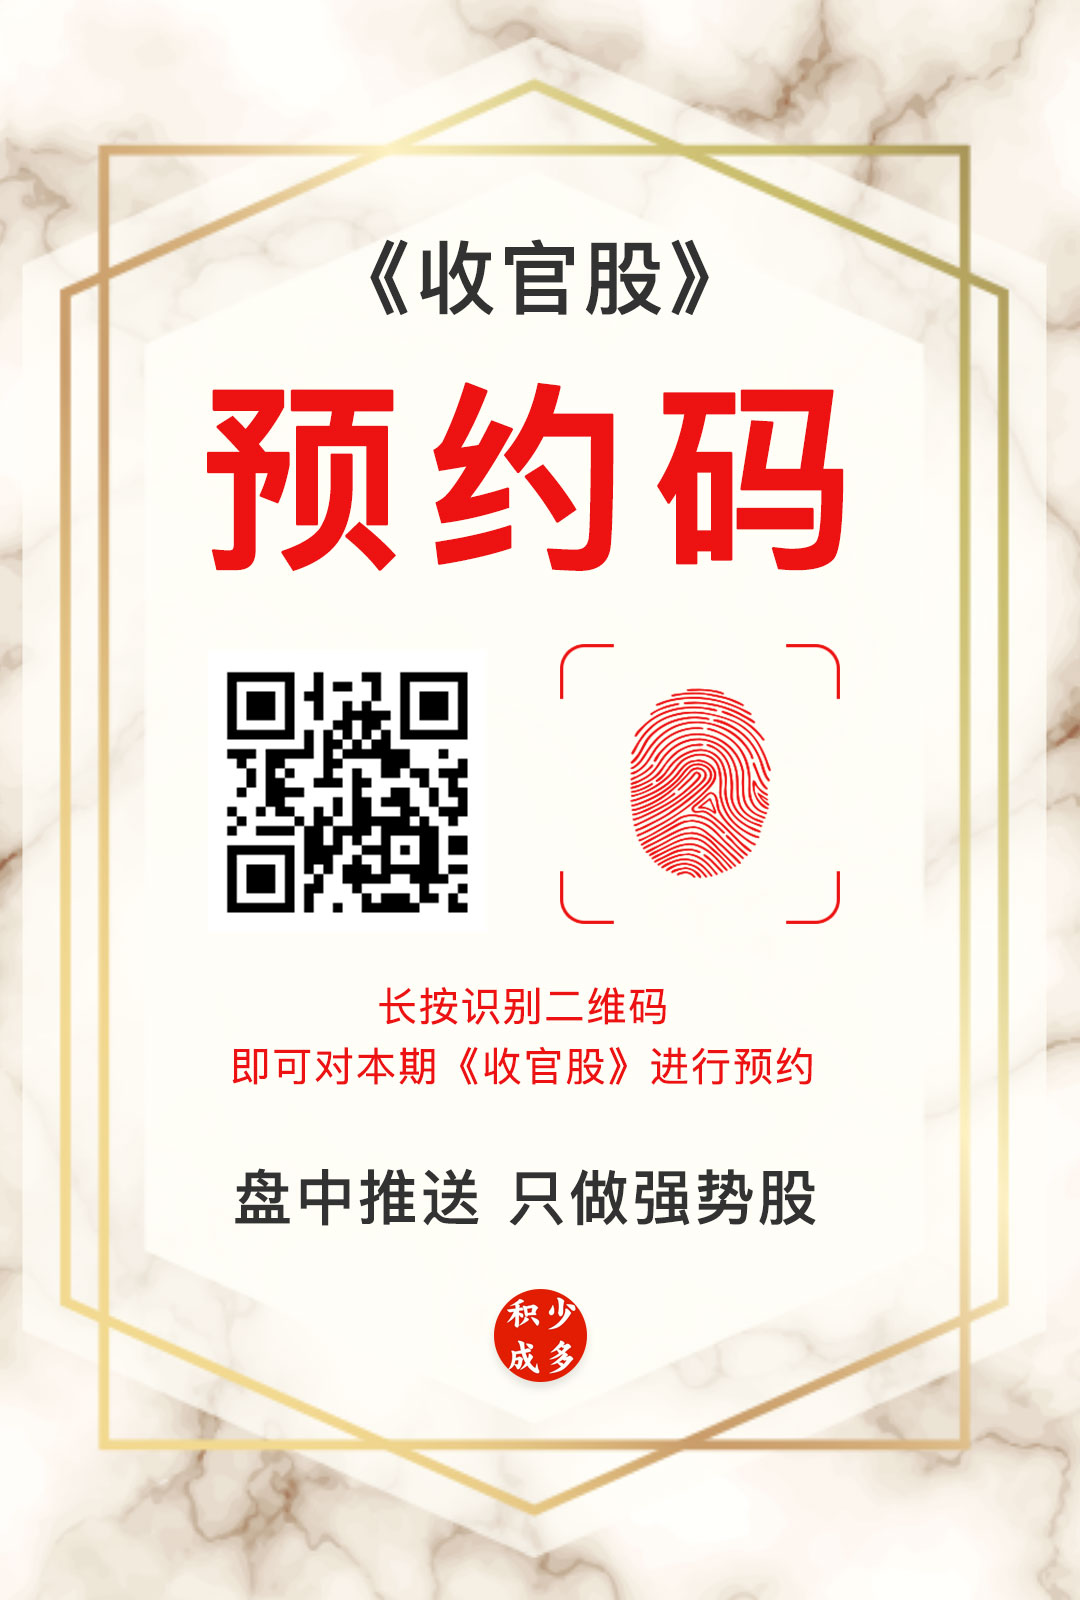 《收官股》
预约码
长按识别二维码
即可对本期《收官股》进行预约
盘中推送 只做强势股
积少
成多